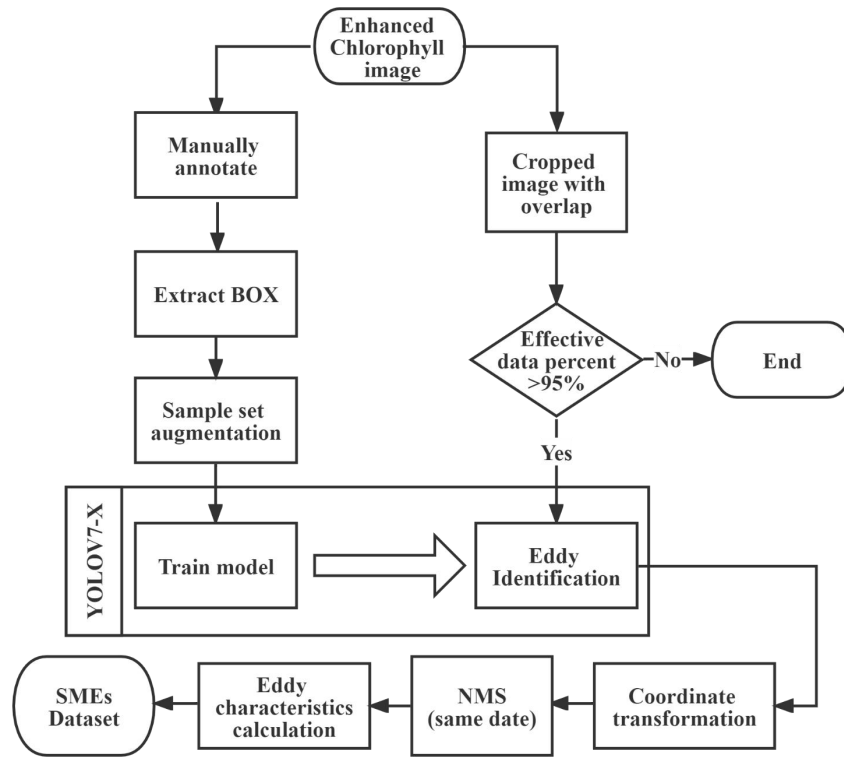 Enhanced
Chlorophyll
image
Manually
annotate
Cropped
image with
overlap
Extract BOX
Effective
data percent
>95%
No
End
Sample set
augmentation
Yes
YOLOV7-X
Train model
Eddy
Identification
SMEs
Dataset
Eddy
characteristics
calculation
NMS
(same date)
Coordinate
transformation